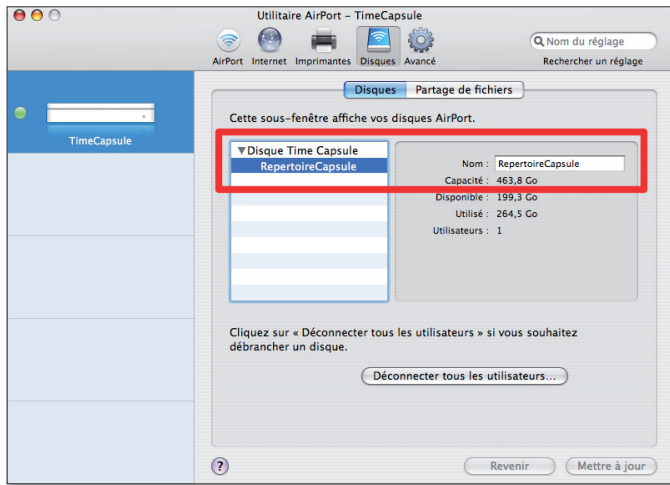 Utilitaire AirPort – TimeCapsule
AirPort Internet Imprimantes Disques Avancé
Nom du réglage
Rechercher un réglage
TimeCapsule
Disques Partage de fichiers
Cette sous-fenêtre affiche vos disques AirPort.
Disque Time Capsule
RepertoireCapsule
Nom : RepertoireCapsule
Capacité : 463,8 Go
Disponible : 199,3 Go
Utilisé : 264,5 Go
Utilisateurs : 1
Cliquez sur « Déconnecter tous les utilisateurs » si vous souhaitez
débrancher un disque.
Déconnecter tous les utilisateurs...
?
Revenir Mettre à jour